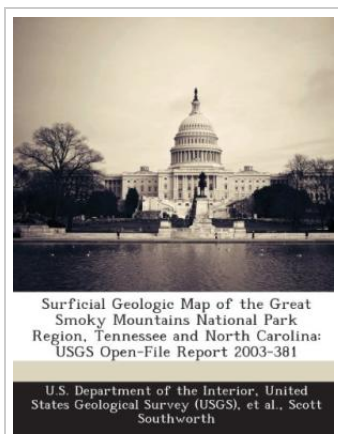 Surficial Geologic Map of the Great
Smoky Mountains National Park
Region, Tennessee and North Carolina:
USGS Open-File Report 2003-381
U.S. Department of the Interior, United
States Geological Survey (USGS), et al., Scott
Southworth